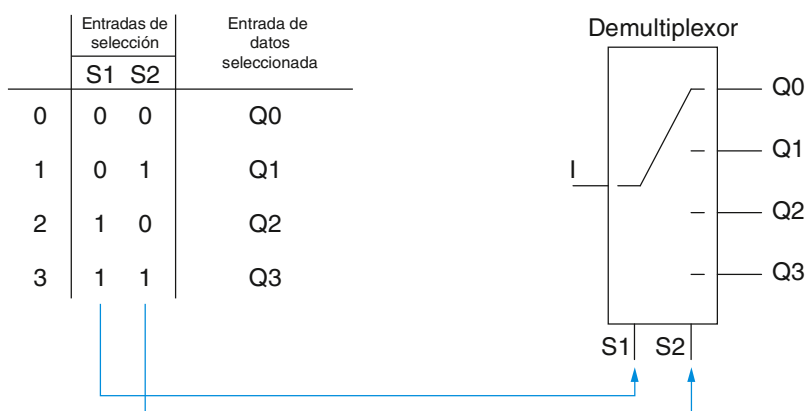 Entradas de
selección
Entrada de
datos
seleccionada
S1 S2
0 0 0 Q0
1 0 1 Q1
2 1 0 Q2
3 1 1 Q3
Demultiplexor
I
Q0
Q1
Q2
Q3
S1 S2